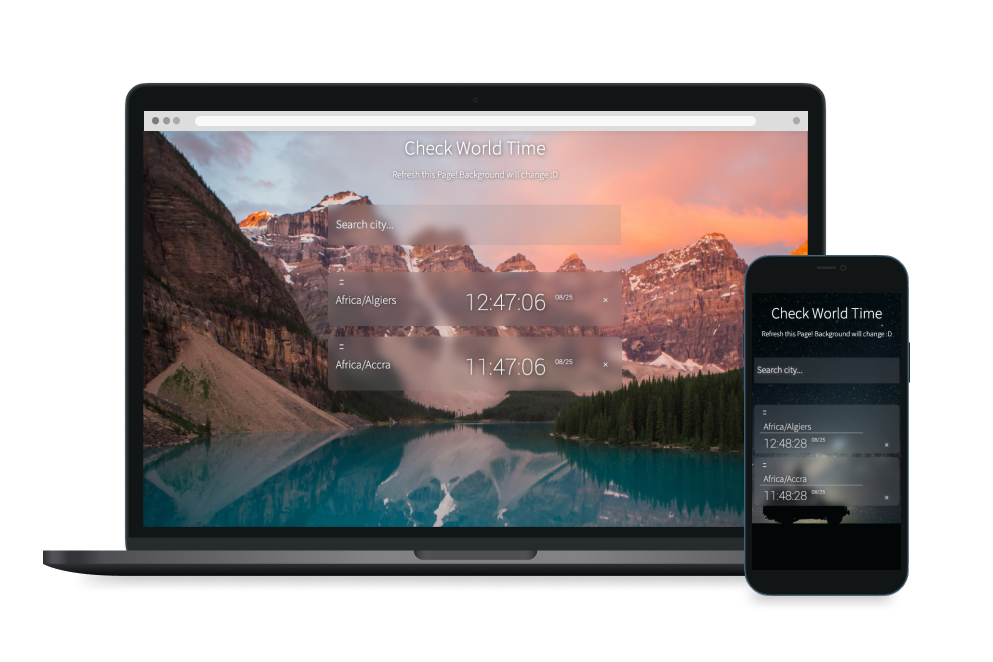 Check World Time
Refresh this Page! Background will change :D
Search city...
Africa/Algiers
12:47:06 08/25 ×
Africa/Accra
11:47:06 08/25 ×
Check World Time
Refresh this Page! Background will change :D
Search city...
Africa/Algiers
12:48:28 08/25 ×
Africa/Accra
11:48:28 08/25 ×